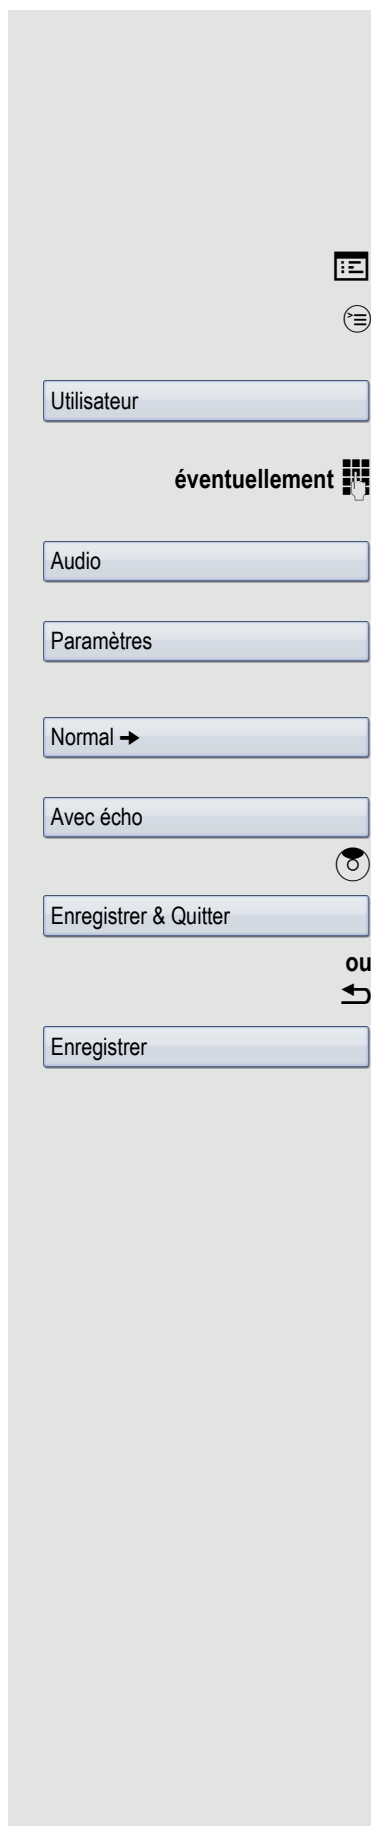 Utilisateur
éventuellement
Audio
Paramètres
Normal →
Avec écho
Enregistrer & Quitter
ou
Enregistrer